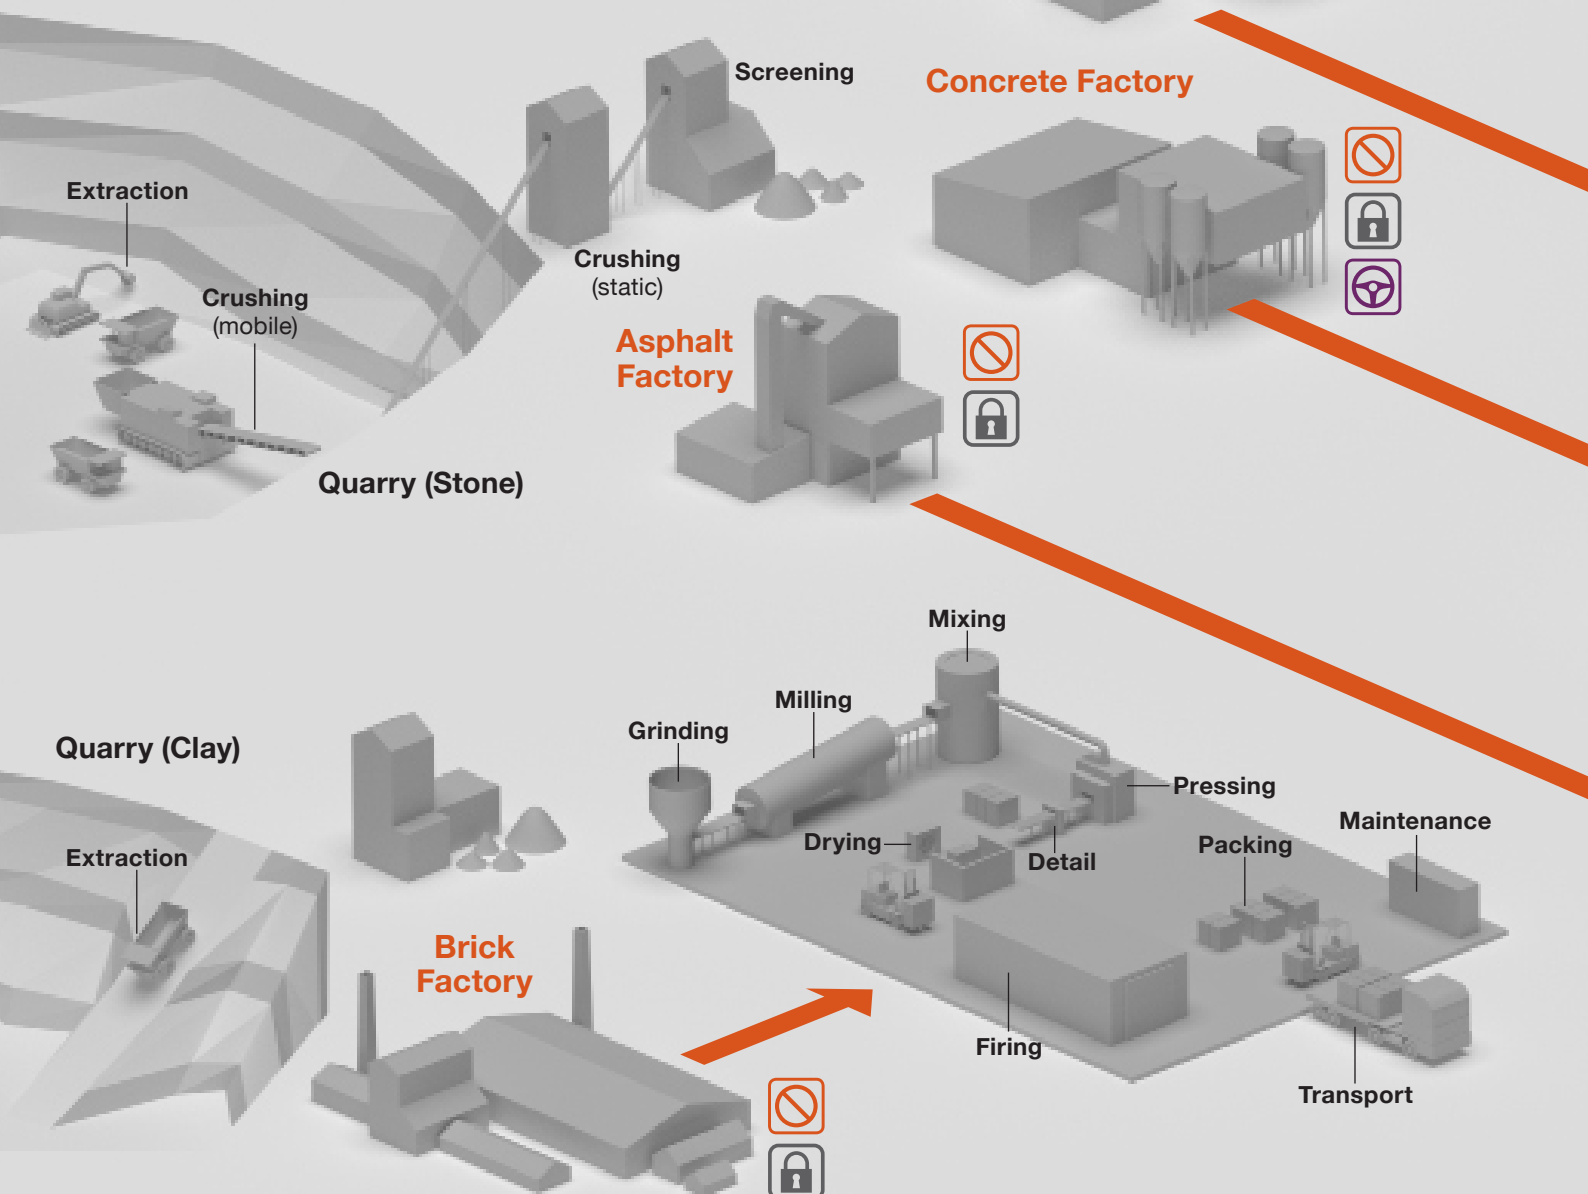 Screening
Concrete Factory
Extraction
Crushing
(static)
Crushing
(mobile)
Asphalt
Factory
Quarry (Stone)
Mixing
Milling
Grinding
Quarry (Clay)
Pressing
Maintenance
Drying
Packing
Detail
Extraction
Brick
Factory
Firing
Transport